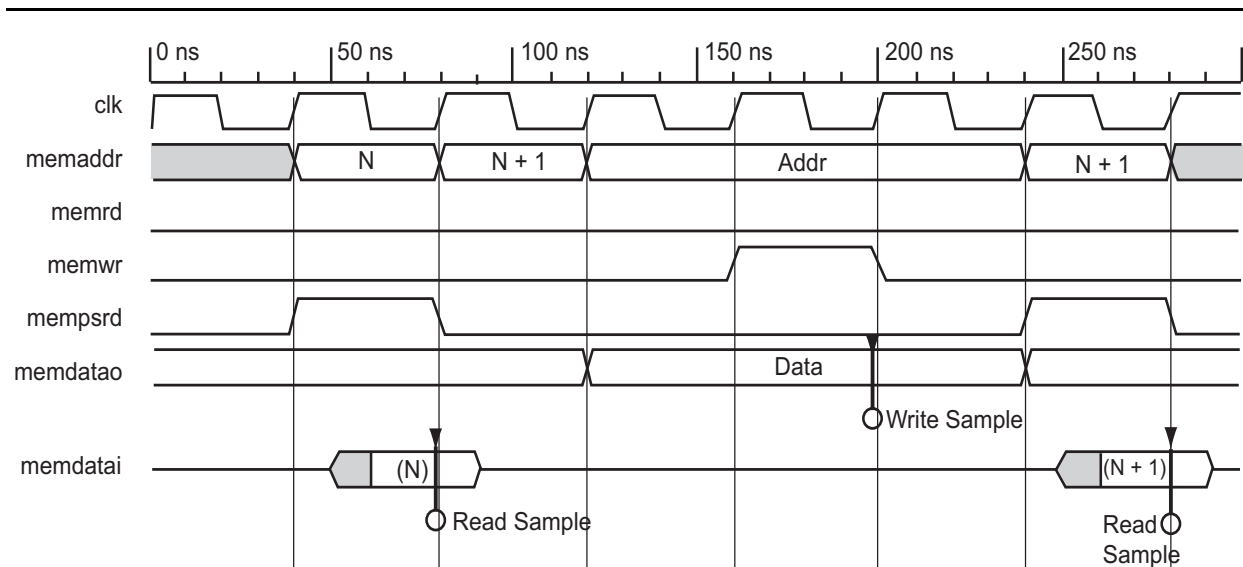 0 ns 50 ns 100 ns 150 ns 200 ns 250 ns
clk
memaddr N N + 1 Addr N + 1
memrd
memwr
mempsrd
memdatao Data
Write Sample
memdatai (N) (N + 1)
Read Sample Read
Sample